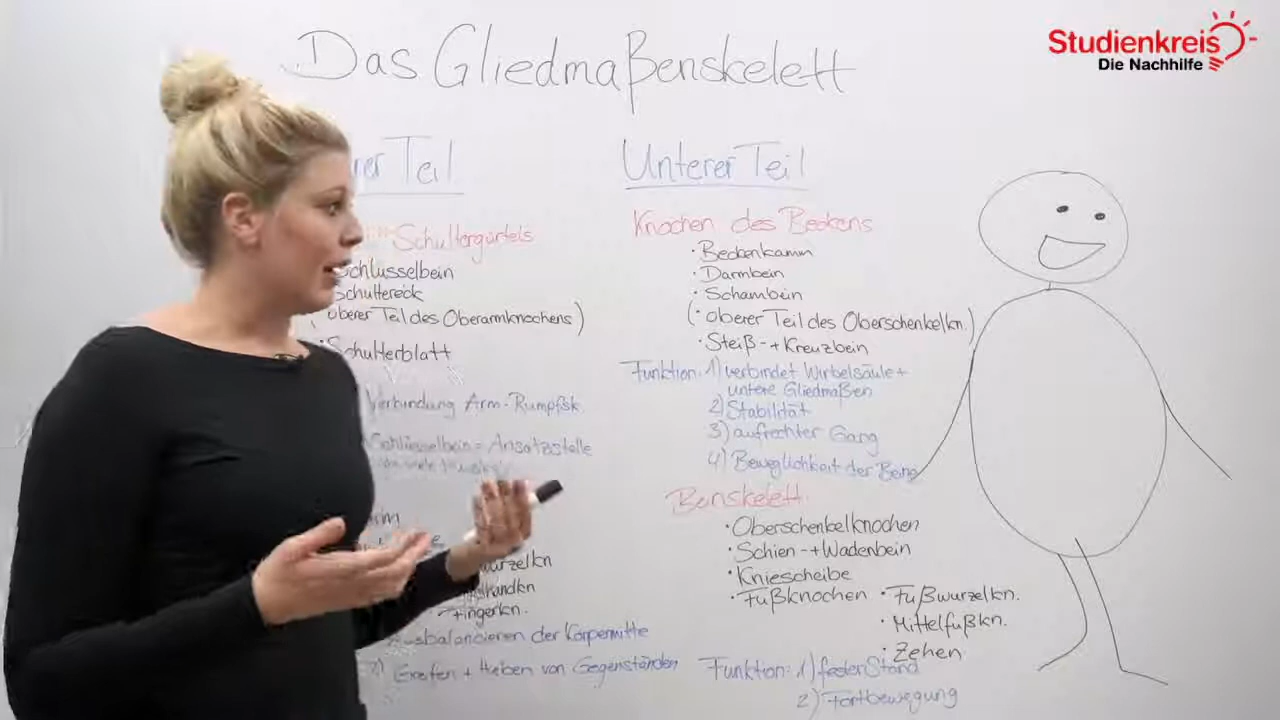 Das Gliedmaßenskelett
Studienkreis
Die Nachhilfe
Teil
Schultergürtels
Schlüsselbein
Schultereck
(oberer Teil des Oberarmknochens)
• Schulterblatt
Verbindung Arm-Rumpfsk.
Schlüsselbein = Ansatzstelle
Ausbalancieren der Körpermitte
Greifen + Heben von Gegenständen
Unterer Teil
Knochen des Beckens
• Beckenkamm
• Darmbein
• Schambein
(• oberer Teil des Oberschenkelkn.)
• Steiß- + Kreuzbein
Funktion: 1) verbindet Wirbelsäule +
untere Gliedmaßen
2) Stabilität
3) aufrechter Gang
4) Beweglichkeit der Beine
Beinskelett
• Oberschenkelknochen
• Schien- + Wadenbein
• Kniescheibe
• Fußknochen • Fußwurzelkn.
• Mittelfußkn.
• Zehen
Funktion: 1) fester Stand
2) Fortbewegung